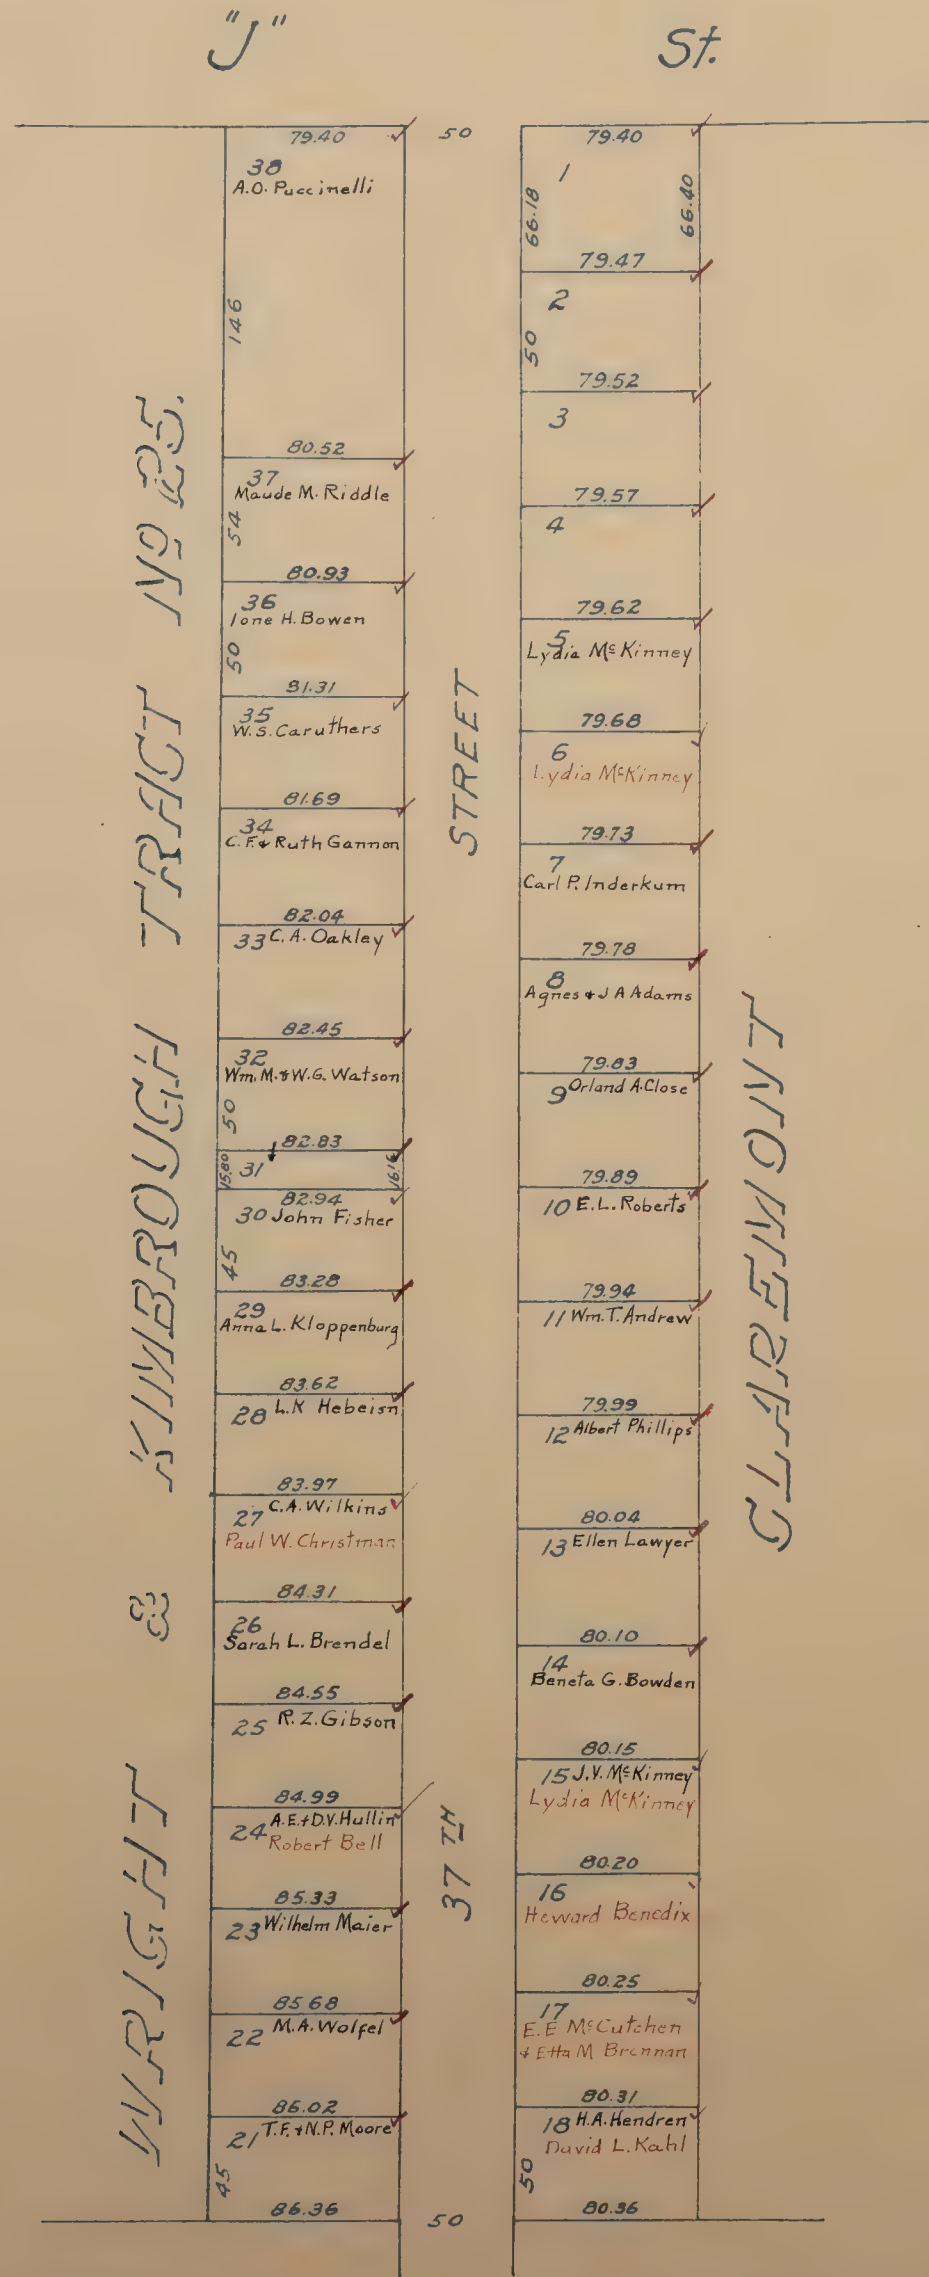 "J" St.
79.40
38
A.O. Puccinelli
146
80.52
37
Maude M. Riddle
54
80.93
36
Ione H. Bowen
50
81.31
35
W.S. Caruthers
81.69
34
C.F. & Ruth Gannon
82.04
33 C.A. Oakley
82.45
32
Wm. M. & W.G. Watson
50
82.83
31
15.80
16.16
82.94
30 John Fisher
45
83.28
29
Anna L. Kloppenburg
83.62
28 L.K Hebeisn
83.97
27 C.A. Wilkins
Paul W. Christman
84.31
26
Sarah L. Brendel
84.55
25 R.Z. Gibson
84.99
24 A.E. & D.V. Hullin
Robert Bell
85.33
23 Wilhelm Maier
85.68
22 M.A. Wolfel
86.02
21 T.F. & N.P. Moore
45
86.36
WRIGHT & KIMBROUGH TRACT NO 25.
50
37TH STREET
50
79.40
1
66.18
66.40
79.47
2
50
79.52
3
79.57
4
79.62
5
Lydia McKinney
79.68
6
Lydia McKinney
79.73
7
Carl P. Inderkum
79.78
8
Agnes & J A Adams
79.83
9 Orland A. Close
79.89
10 E.L. Roberts
79.94
11 Wm. T. Andrew
79.99
12 Albert Phillips
80.04
13 Ellen Lawyer
80.10
14
Beneta G. Bowden
80.15
15 J.V. McKinney
Lydia McKinney
80.20
16
Howard Benedix
80.25
17
E.E McCutchen
& Etta M Brennan
80.31
18 H.A. Hendren
David L. Kahl
50
80.36
CLAREMONT